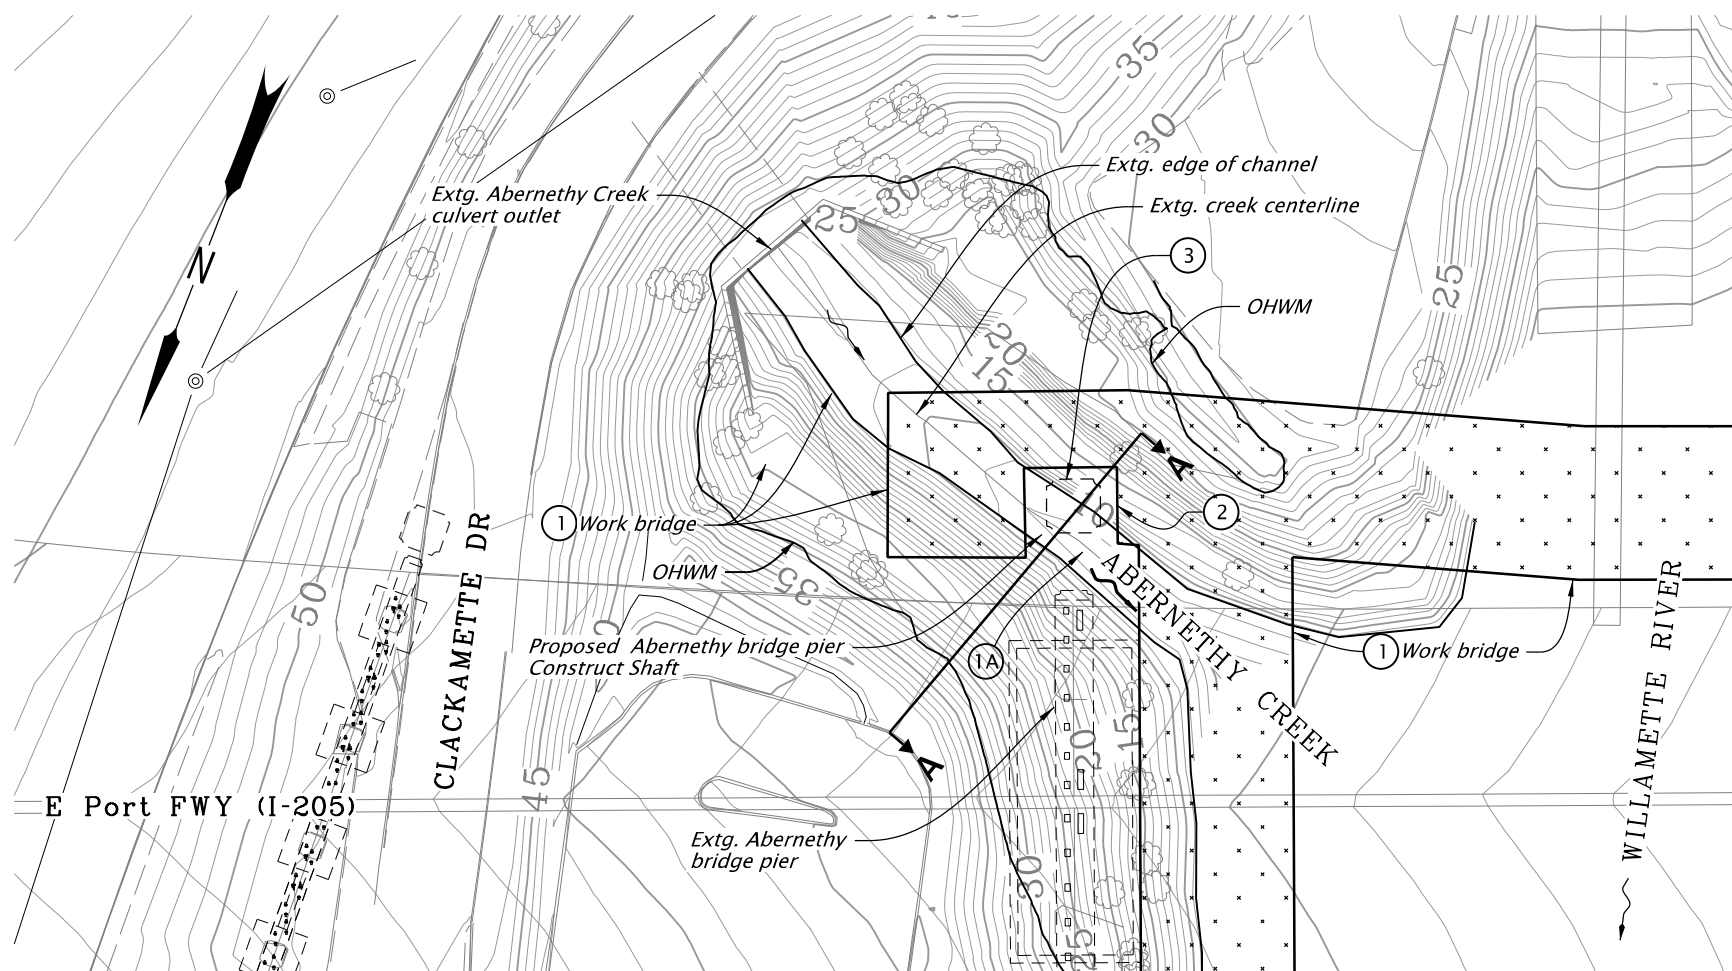 35
30
Extg. edge of channel
Extg. Abernethy Creek
culvert outlet
30
25
Extg. creek centerline
3
N
25
OHWM
20
15
A
1 Work bridge
2
OHWM
35
50
ABERNETHY CREEK
CLACKAMETTE DR
Proposed Abernethy bridge pier
Construct Shaft
1A
1 Work bridge
WILLAMETTE RIVER
15
20
A
45
E Port FWY (I-205)
Extg. Abernethy
bridge pier
30
25